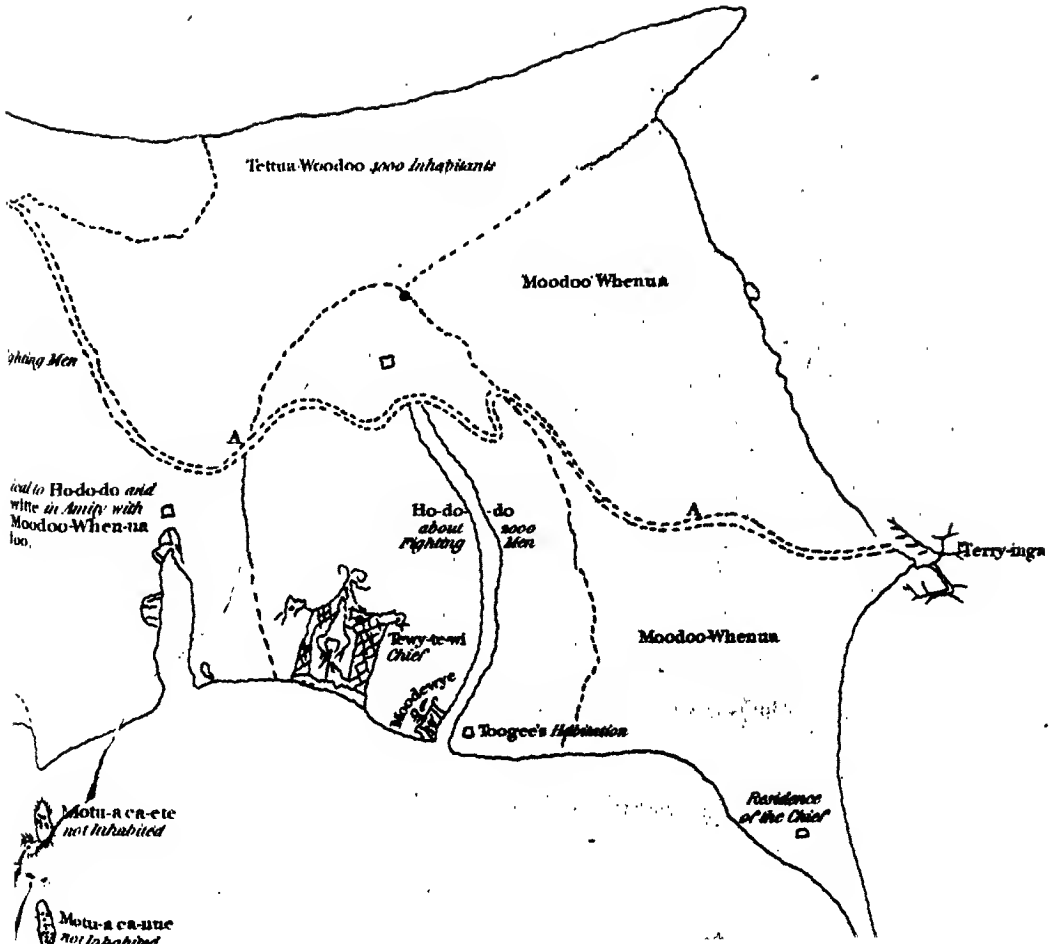 Tettua-Woodoo 4000 Inhabitants
Moodoo Whenua
ghting Men
A
to Ho-do-do and
in Amity with
Moodoo-When-ua
Ho-do- -do
about 2000
Fighting Men
A
Terry-inga
Tewy-te-wi
Chief
Moodoo-Whenua
Moodewye
Toogee's Habitation
Residence
of the Chief
Motu-a ca-ete
not Inhabited
Motu-a ca-
not Inhabited